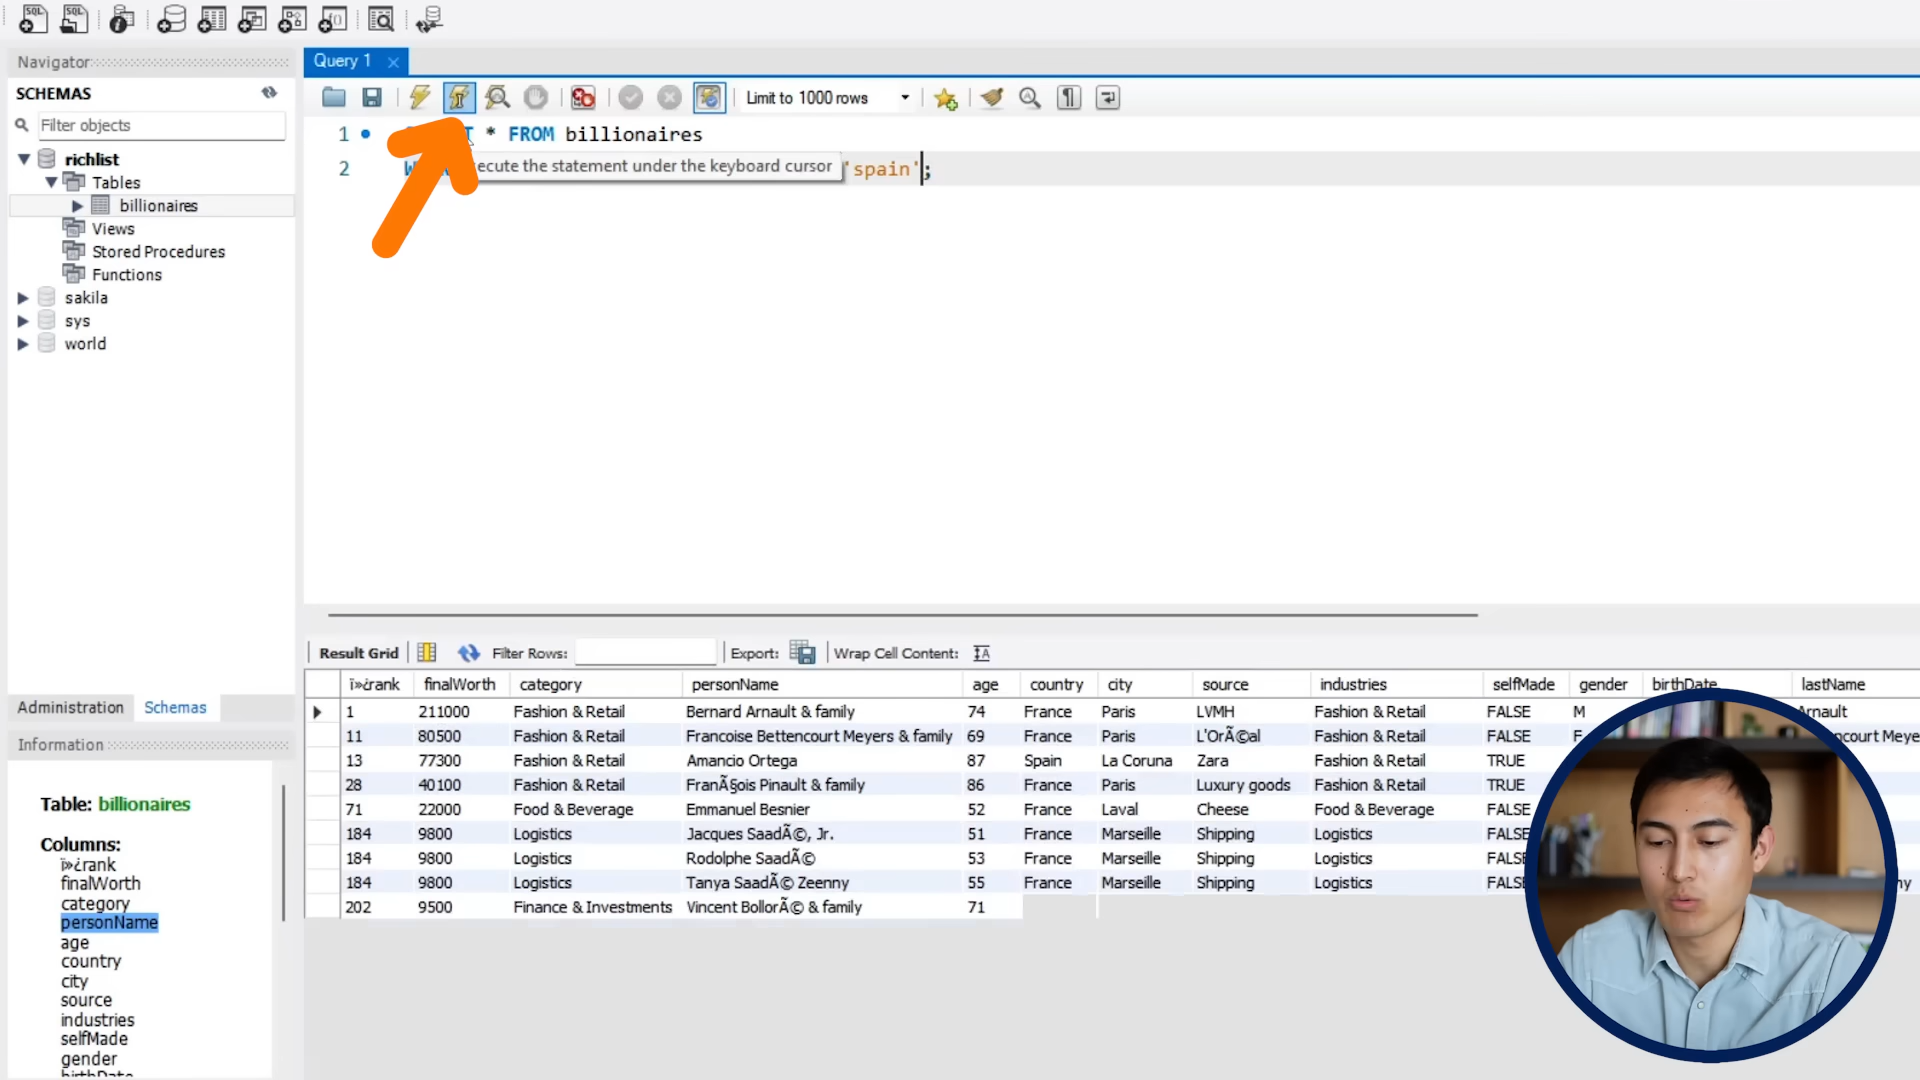 SQL SQL
Navigator
SCHEMAS
Filter objects
richlist
Tables
billionaires
Views
Stored Procedures
Functions
sakila
sys
world
Administration Schemas
Information
Table: billionaires
Columns:
ï»¿rank
finalWorth
category
personName
age
country
city
source
industries
selfMade
gender
birthDate
Query 1
Limit to 1000 rows
1 * FROM billionaires
2 'spain';
ecute the statement under the keyboard cursor
Result Grid Filter Rows: Export: Wrap Cell Content:
ï»¿rank finalWorth category personName age country city source industries selfMade gender birthDate lastName
1 211000 Fashion & Retail Bernard Arnault & family 74 France Paris LVMH Fashion & Retail FALSE M Arnault
11 80500 Fashion & Retail Francoise Bettencourt Meyers & family 69 France Paris L'OrÃ©al Fashion & Retail FALSE F ncourt Meye
13 77300 Fashion & Retail Amancio Ortega 87 Spain La Coruna Zara Fashion & Retail TRUE
28 40100 Fashion & Retail FranÃ§ois Pinault & family 86 France Paris Luxury goods Fashion & Retail TRUE
71 22000 Food & Beverage Emmanuel Besnier 52 France Laval Cheese Food & Beverage FALSE
184 9800 Logistics Jacques SaadÃ©, Jr. 51 France Marseille Shipping Logistics FALSE
184 9800 Logistics Rodolphe SaadÃ© 53 France Marseille Shipping Logistics FALSE
184 9800 Logistics Tanya SaadÃ© Zeenny 55 France Marseille Shipping Logistics FALSE ny
202 9500 Finance & Investments Vincent BollorÃ© & family 71